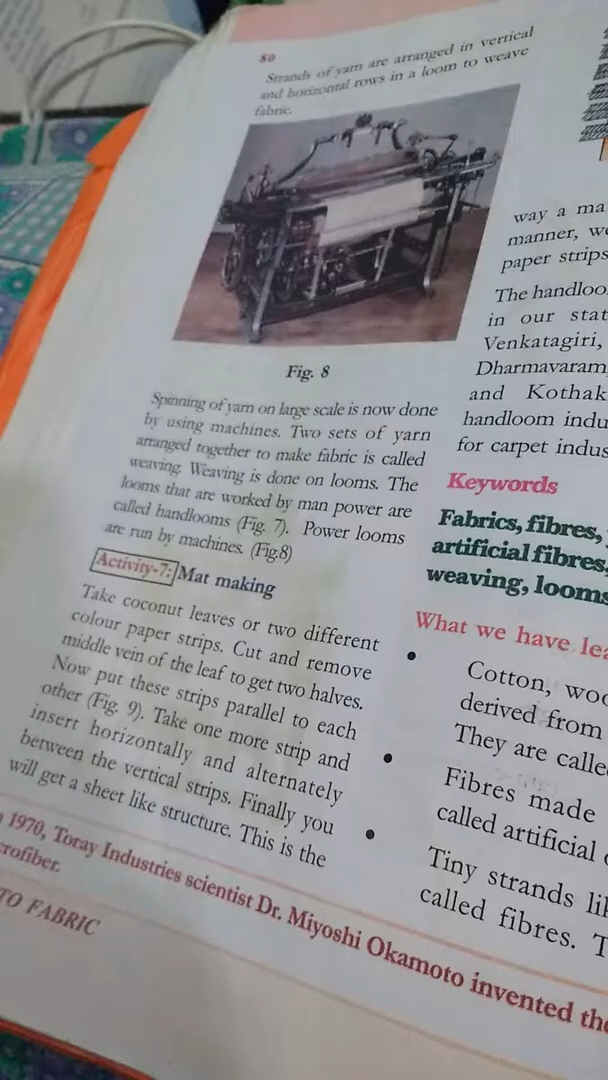 80
Strands of yarn are arranged in vertical
and horizontal rows in a loom to weave
fabric.
Fig. 8
Spinning of yarn on large scale is now done
by using machines. Two sets of yarn
arranged together to make fabric is called
weaving. Weaving is done on looms. The
looms that are worked by man power are
called handlooms (Fig. 7). Power looms
are run by machines. (Fig.8)
Activity-7: Mat making
Take coconut leaves or two different
colour paper strips. Cut and remove
middle vein of the leaf to get two halves.
Now put these strips parallel to each
other (Fig. 9). Take one more strip and
insert horizontally and alternately
between the vertical strips. Finally you
will get a sheet like structure. This is the
way a ma
manner, we
paper strips
The handloo
in our stat
Venkatagiri,
Dharmavaram,
and Kothak
handloom indu
for carpet indus
Keywords
Fabrics, fibres,
artificial fibres,
weaving, looms
What we have lea
• Cotton, woo
derived from
They are calle
• Fibres made
called artificial
• Tiny strands lik
called fibres. T
1970, Toray Industries scientist Dr. Miyoshi Okamoto invented the
crofiber.
TO FABRIC